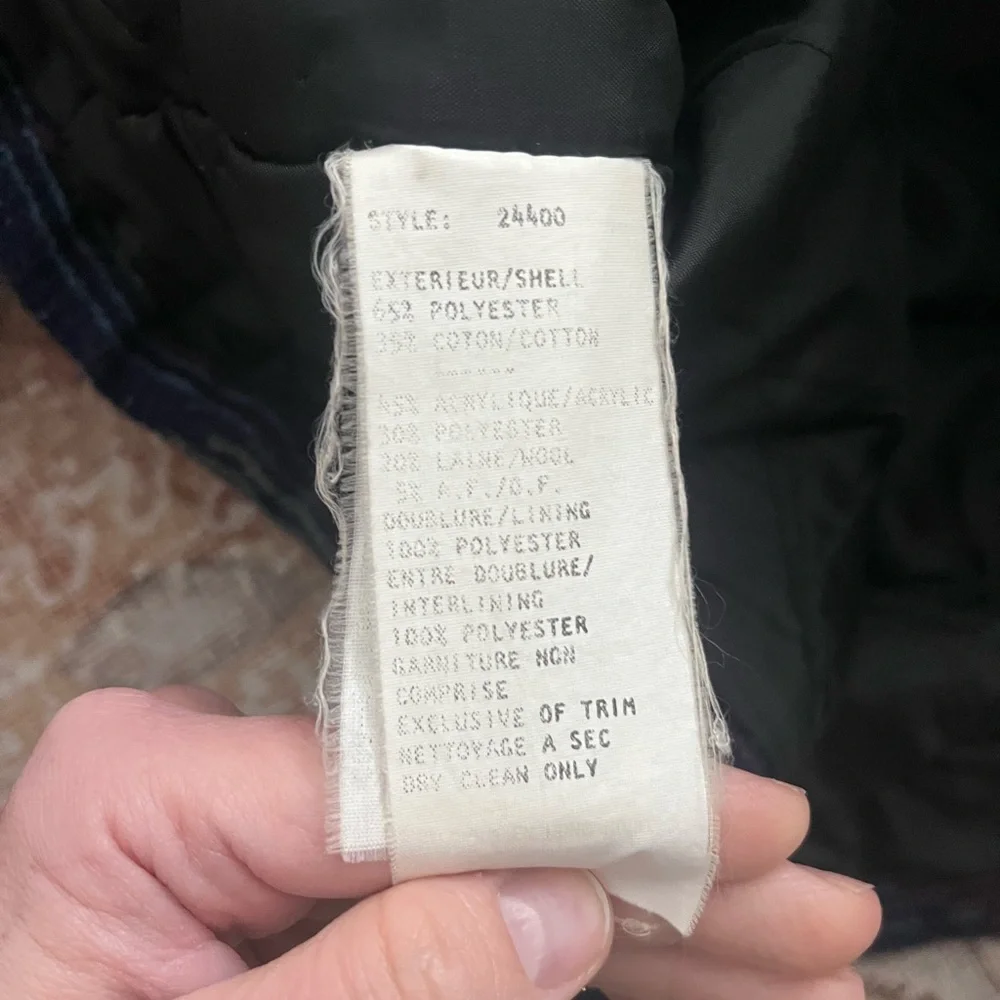 STYLE: 24400
EXTERIEUR/SHELL
65% POLYESTER
35% COTON/COTTON
------
45% ACRYLIQUE/ACRYLIC
30% POLYESTER
20% LAINE/WOOL
5% A.F./O.F.
DOUBLURE/LINING
100% POLYESTER
ENTRE DOUBLURE/
INTERLINING
100% POLYESTER
GARNITURE NON
COMPRISE
EXCLUSIVE OF TRIM
NETTOYAGE A SEC
DRY CLEAN ONLY